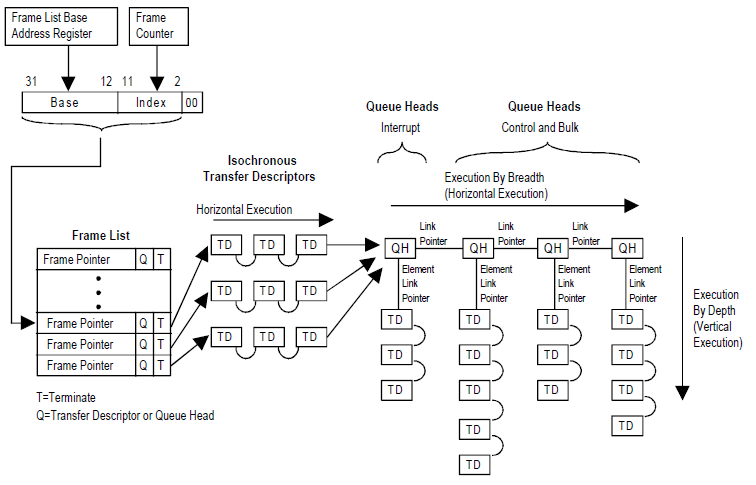 Frame List Base
Address Register
Frame
Counter
31 12 11 2
Base Index 00
Queue Heads
Interrupt
Queue Heads
Control and Bulk
Isochronous
Transfer Descriptors
Execution By Breadth
(Horizontal Execution)
Horizontal Execution
Frame List
Frame Pointer Q T
Frame Pointer Q T
Frame Pointer Q T
Frame Pointer Q T
T=Terminate
Q=Transfer Descriptor or Queue Head
TD TD TD
TD TD TD
TD TD TD
Link
Pointer
Link
Pointer
Link
Pointer
QH QH QH QH
Element
Link
Pointer
Element
Link
Pointer
Element
Link
Pointer
Element
Link
Pointer
TD TD TD TD
TD TD TD TD
TD TD TD TD
TD TD
TD
Execution
By Depth
(Vertical
Execution)